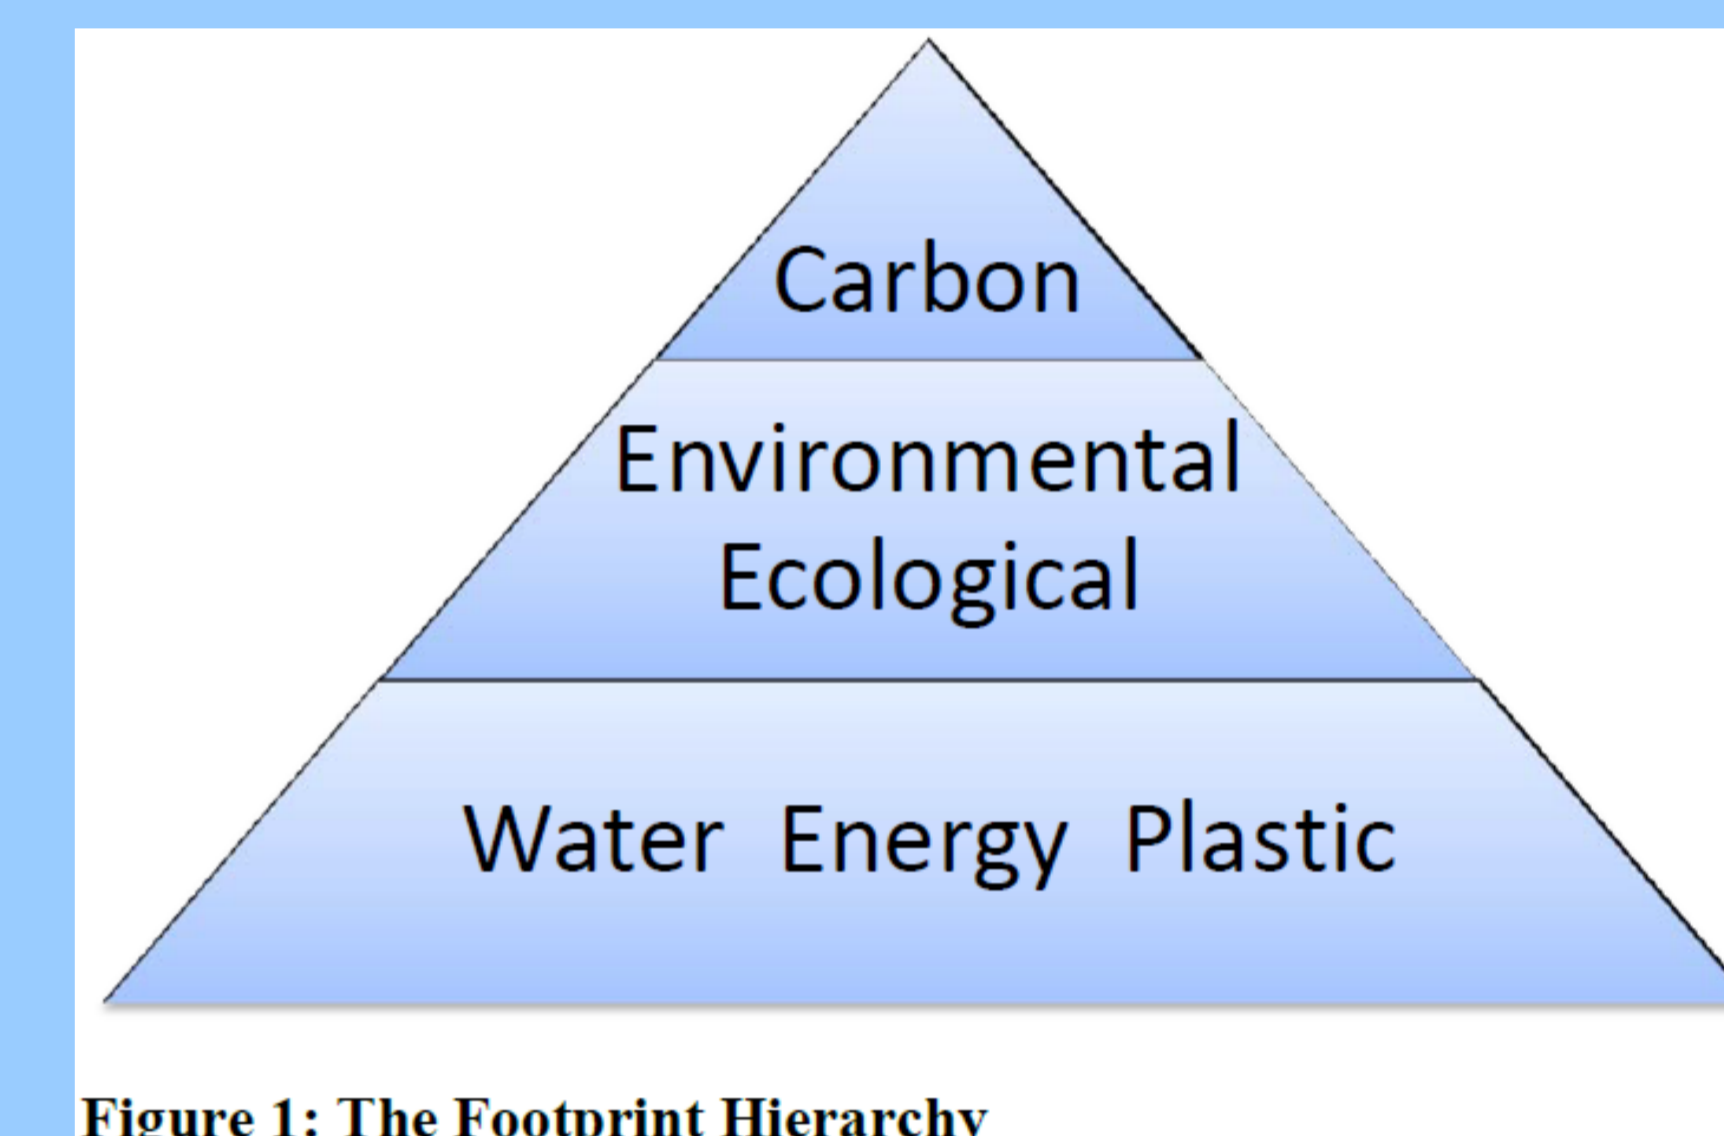 Carbon
Environmental
Ecological
Water Energy Plastic
Figure 1: The Footprint Hierarchy